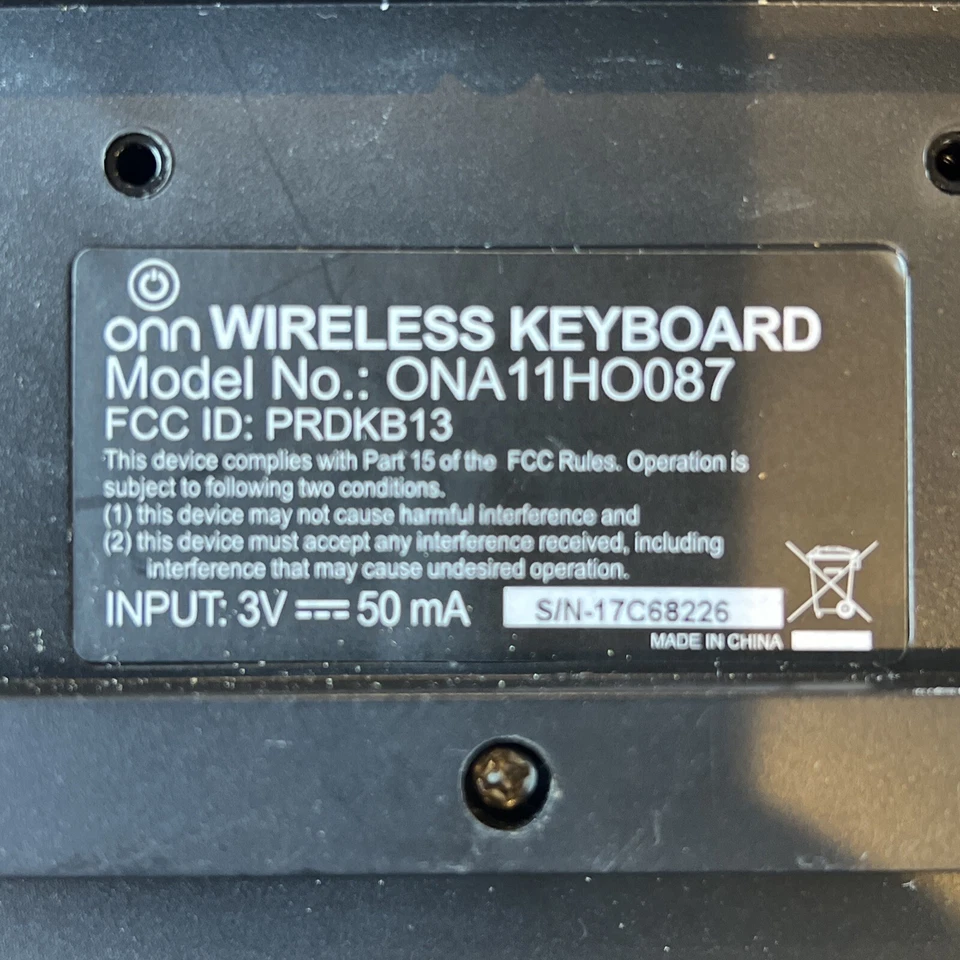 onn WIRELESS KEYBOARD
Model No.: ONA11HO087
FCC ID: PRDKB13
This device complies with Part 15 of the FCC Rules. Operation is
subject to following two conditions.
(1) this device may not cause harmful interference and
(2) this device must accept any interference received, including
interference that may cause undesired operation.
INPUT: 3V ⎓ 50 mA
S/N-17C68226
MADE IN CHINA